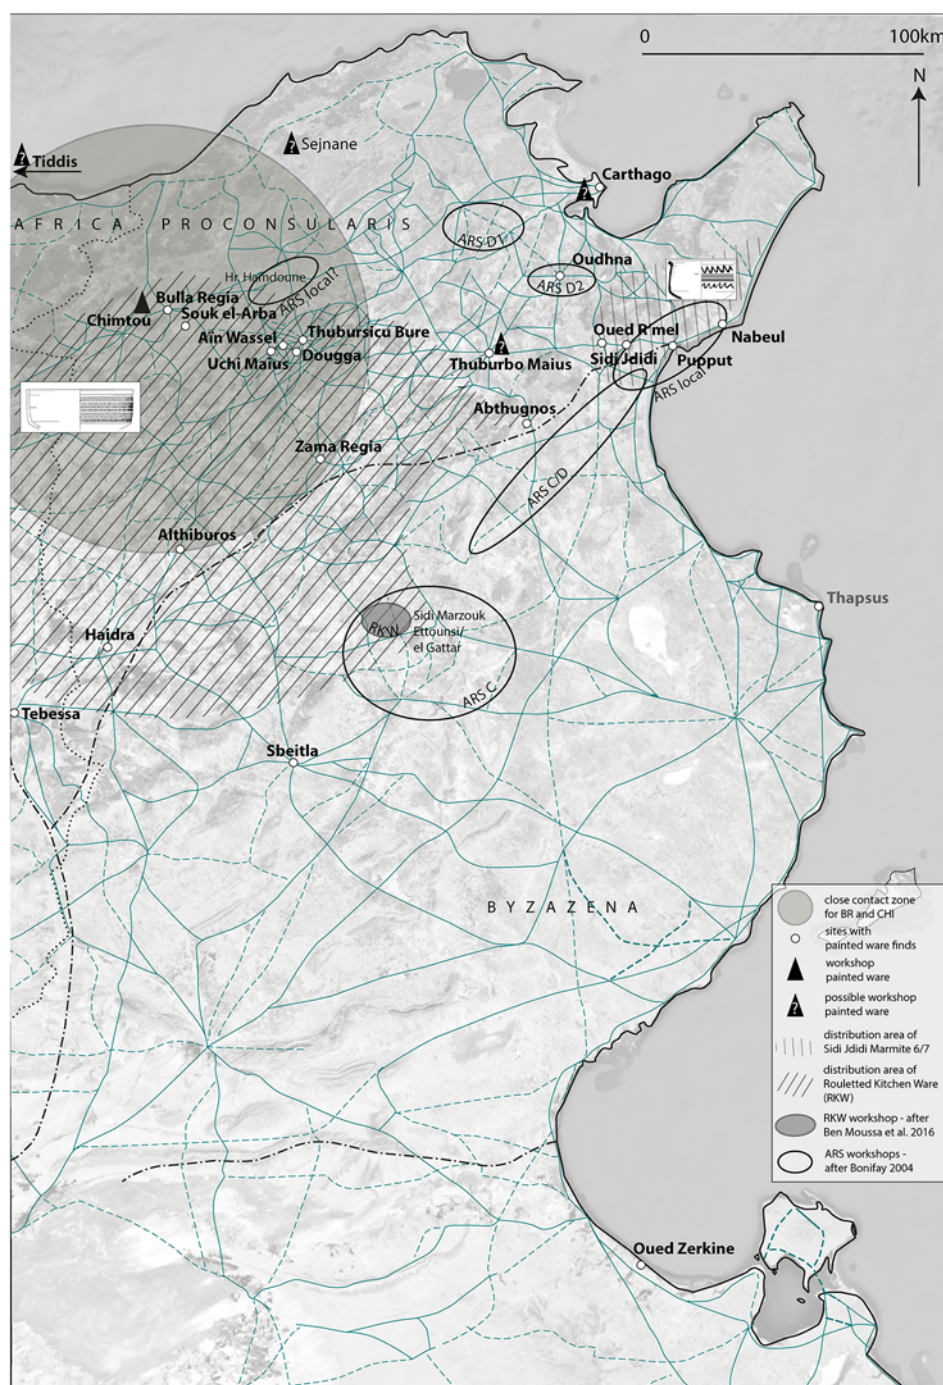 0 100km
N
Sejnane
Tiddis
Carthago
AFRICA PROCONSULARIS
ARS D1
Oudhna
Hr. Hamdoune
ARS D2
ARS local?
Bulla Regia
Chimtou
Souk el-Arba
Thubursicu Bure
Oued R'mel
Nabeul
Aïn Wassel
Uchi Maius
Dougga
Thuburbo Maius
Sidi Jdidi
Pupput
ARS local
Abthugnos
Zama Regia
ARS C/D
Althiburos
Thapsus
RKW
Sidi Marzouk
Ettounsi/
el Gattar
Haidra
ARS C
Tebessa
Sbeitla
BYZAZENA
close contact zone
for BR and CHI
sites with
painted ware finds
workshop
painted ware
?
possible workshop
painted ware
distribution area of
Sidi Jdidi Marmite 6/7
distribution area of
Rouletted Kitchen Ware
(RKW)
RKW workshop - after
Ben Moussa et al. 2016
ARS workshops -
after Bonifay 2004
Oued Zerkine